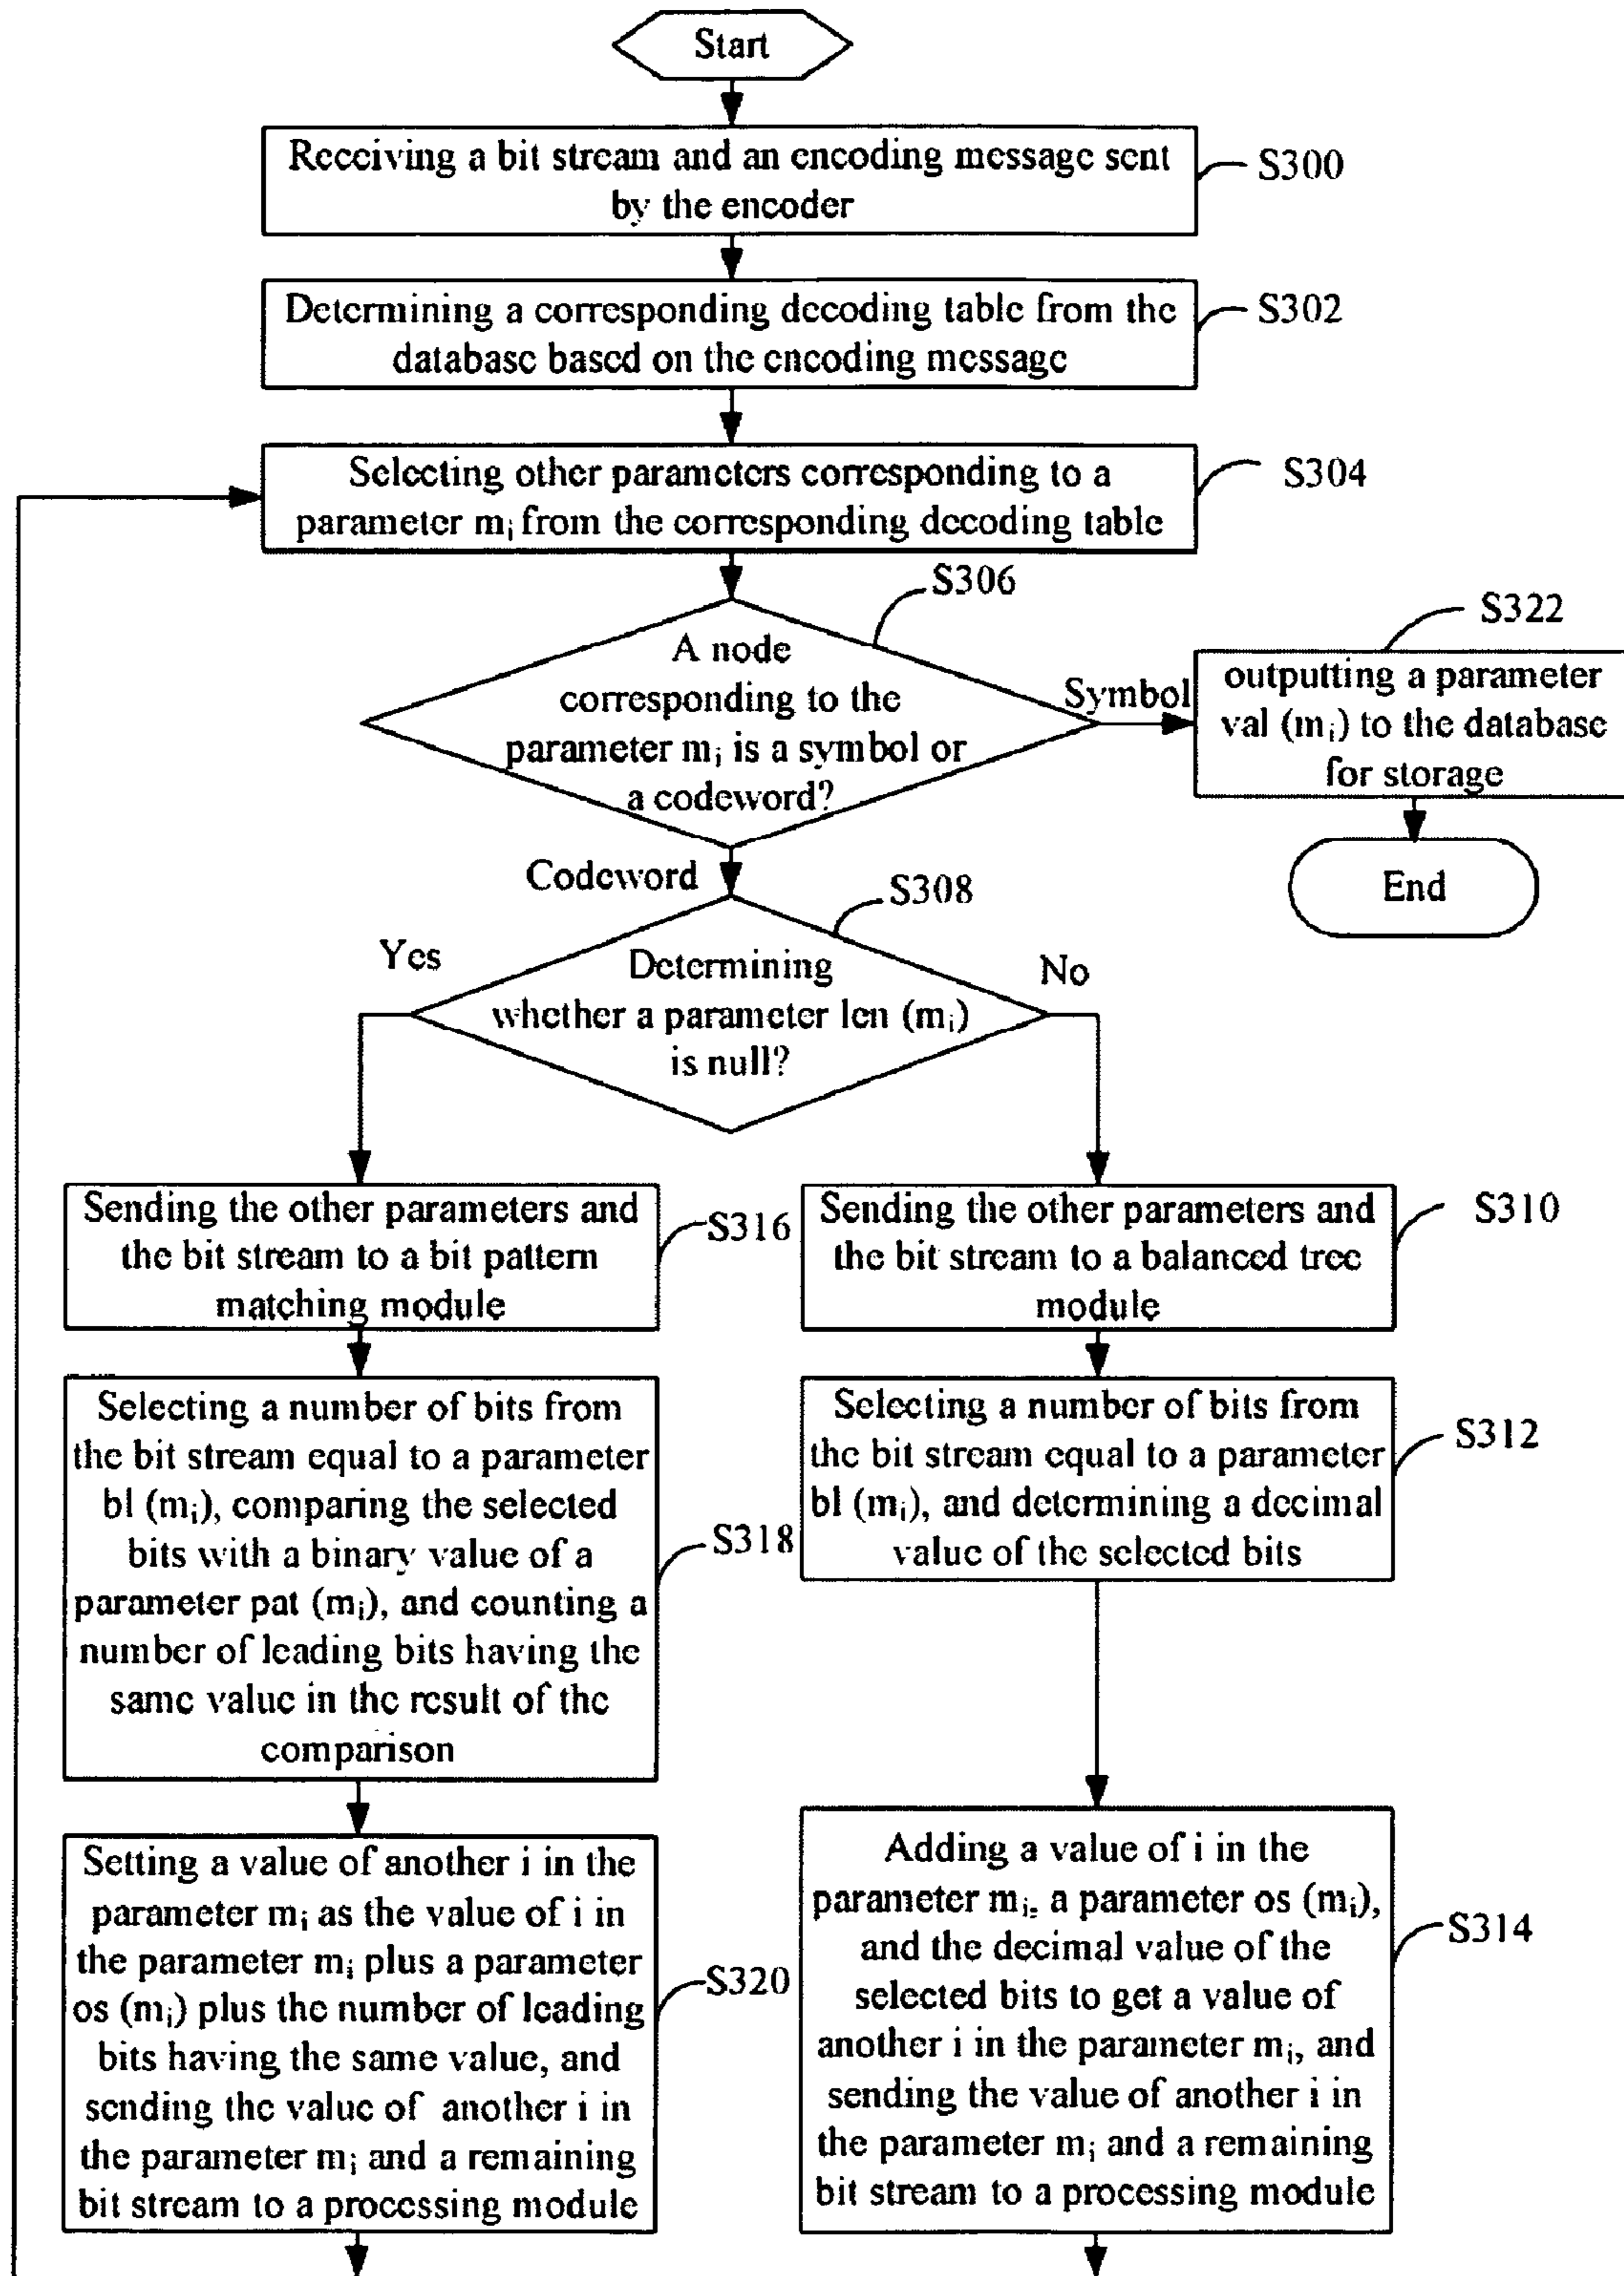 Start
Receiving a bit stream and an encoding message sent
by the encoder
S300
Determining a corresponding decoding table from the
database based on the encoding message
S302
Selecting other parameters corresponding to a
parameter mi from the corresponding decoding table
S304
S306
A node
corresponding to the
parameter mi is a symbol or
a codeword?
Symbol
S322
outputting a parameter
val (mi) to the database
for storage
End
Codeword
S308
Yes
Determining
whether a parameter len (mi)
is null?
No
Sending the other parameters and
the bit stream to a bit pattern
matching module
S316
Sending the other parameters and
the bit stream to a balanced tree
module
S310
Selecting a number of bits from
the bit stream equal to a parameter
bl (mi), comparing the selected
bits with a binary value of a
parameter pat (mi), and counting a
number of leading bits having the
same value in the result of the
comparison
S318
Selecting a number of bits from
the bit stream equal to a parameter
bl (mi), and determining a decimal
value of the selected bits
S312
Setting a value of another i in the
parameter mi as the value of i in
the parameter mi plus a parameter
os (mi) plus the number of leading
bits having the same value, and
sending the value of another i in
the parameter mi and a remaining
bit stream to a processing module
S320
Adding a value of i in the
parameter mi, a parameter os (mi),
and the decimal value of the
selected bits to get a value of
another i in the parameter mi, and
sending the value of another i in
the parameter mi and a remaining
bit stream to a processing module
S314